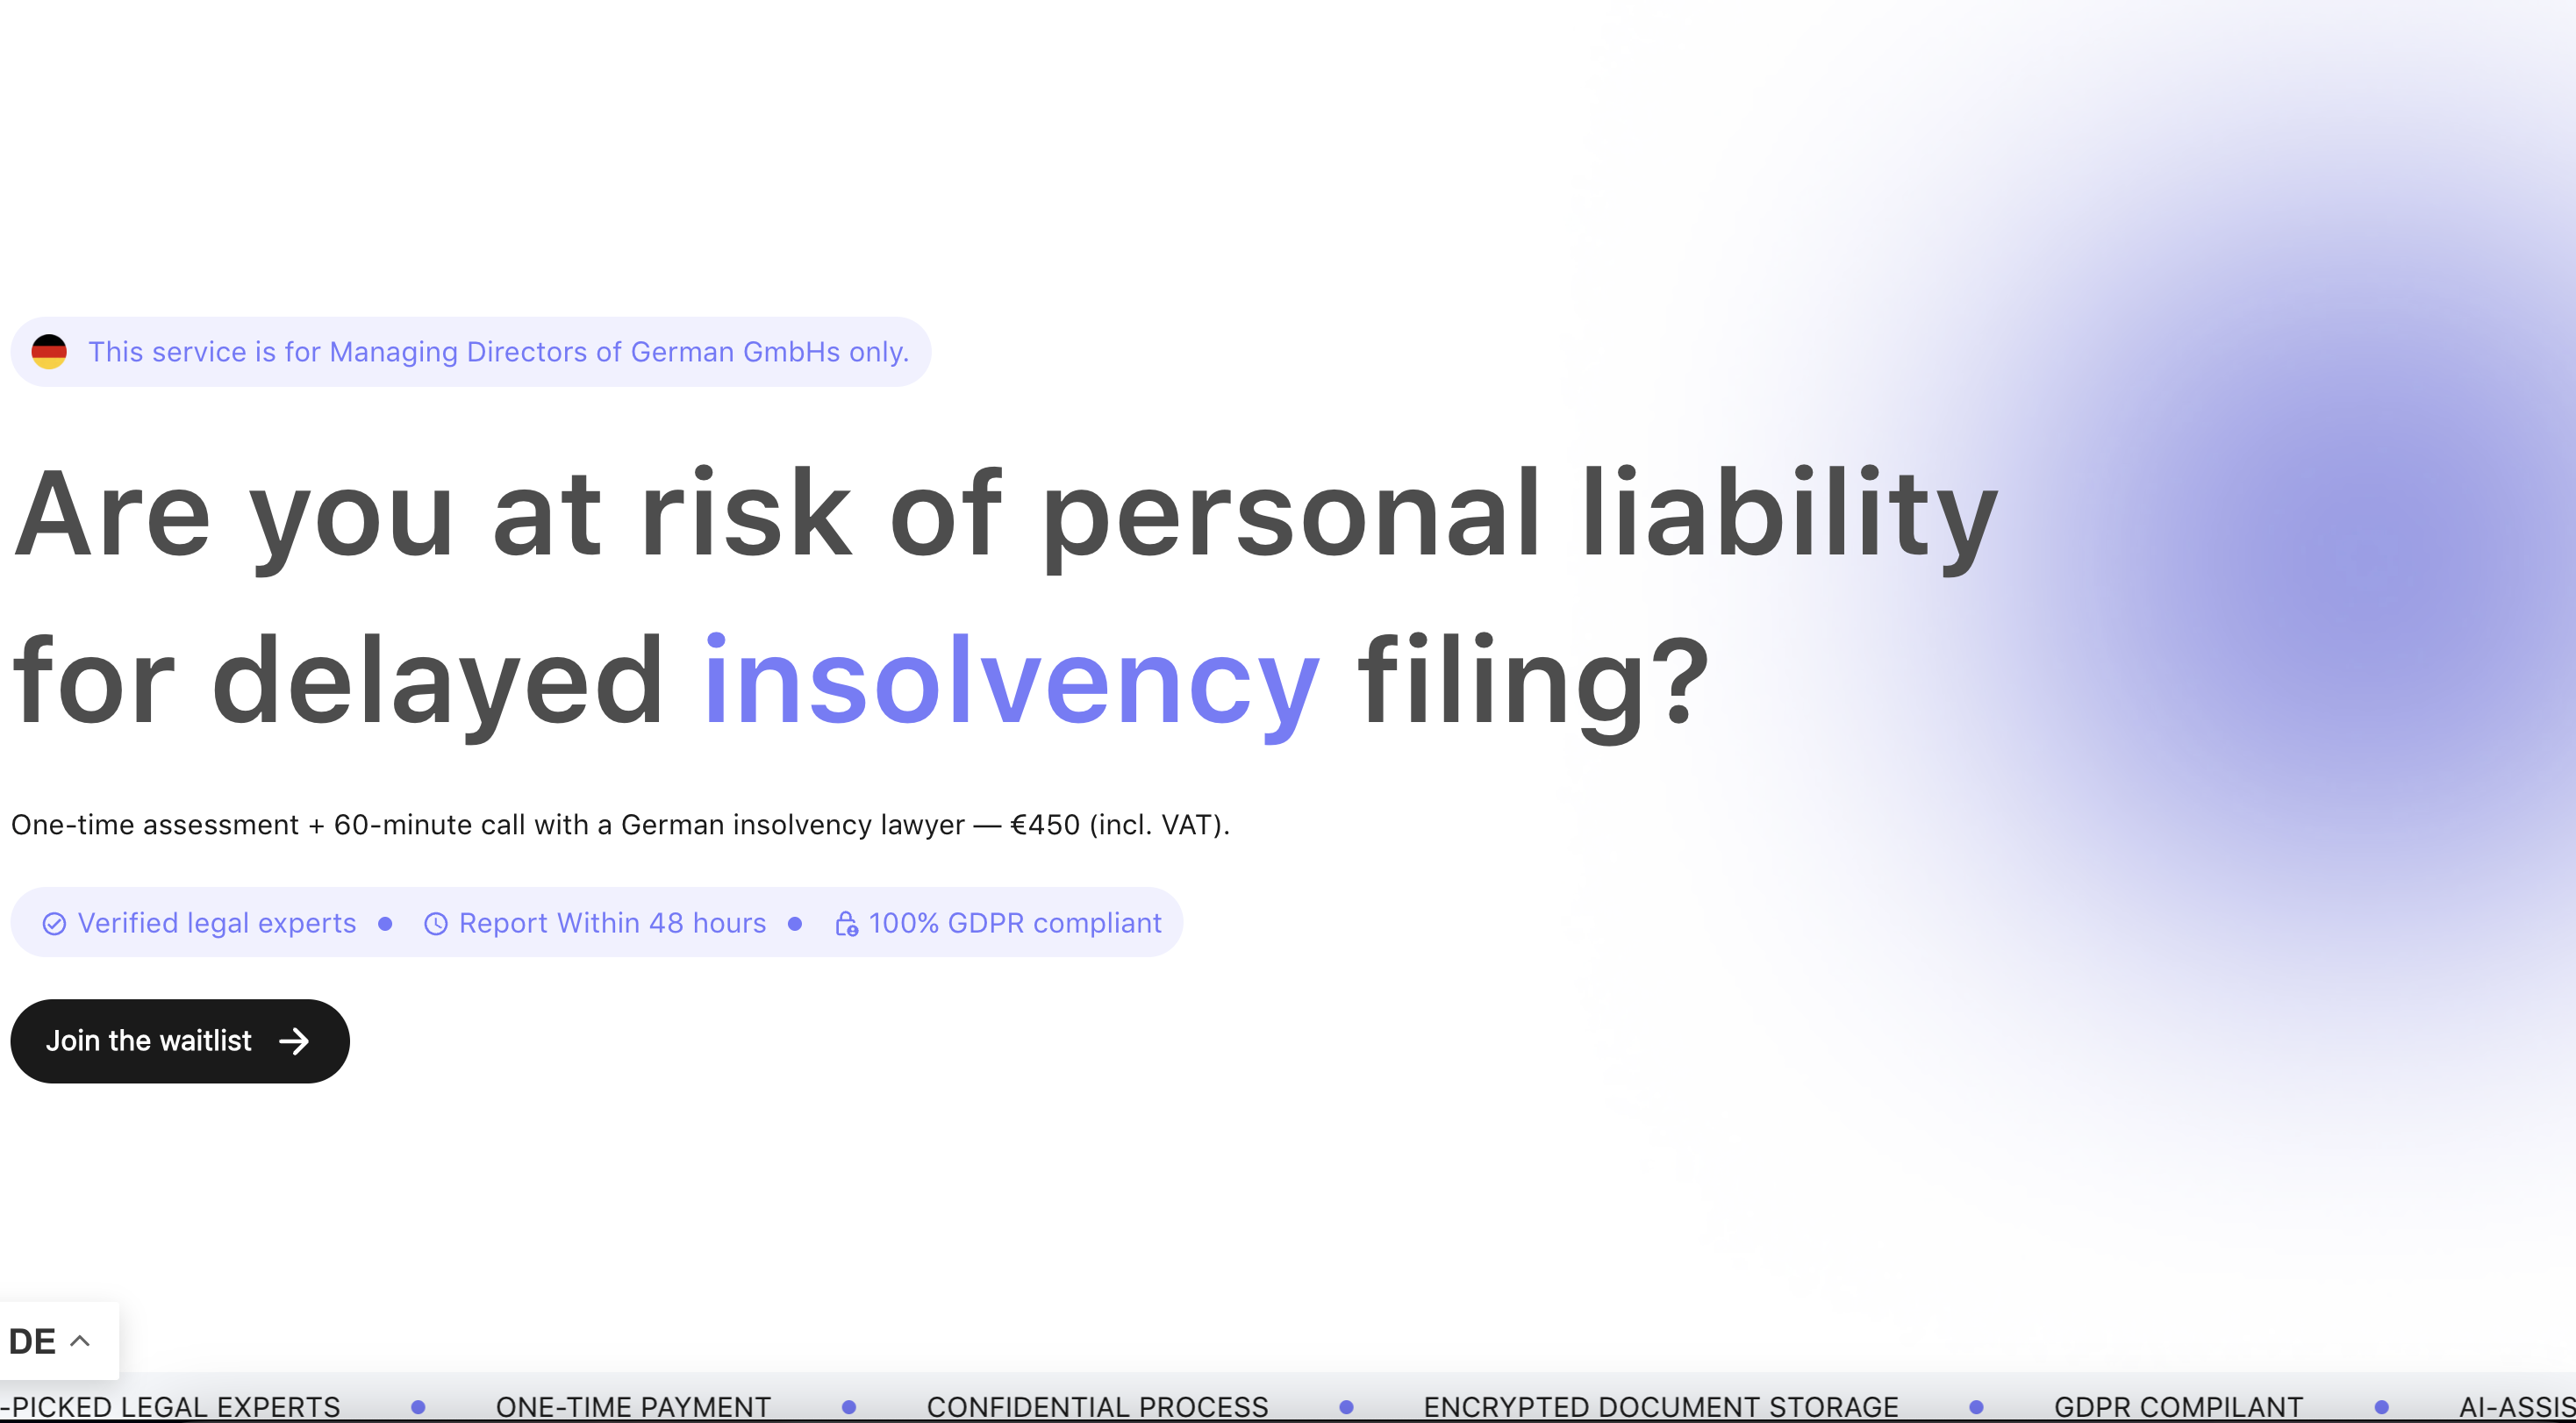 This service is for Managing Directors of German GmbHs only.
Are you at risk of personal liability
for delayed insolvency filing?
One-time assessment + 60-minute call with a German insolvency lawyer — €450 (incl. VAT).
Verified legal experts • Report Within 48 hours • 100% GDPR compliant
Join the waitlist →
DE
-PICKED LEGAL EXPERTS • ONE-TIME PAYMENT • CONFIDENTIAL PROCESS • ENCRYPTED DOCUMENT STORAGE • GDPR COMPILANT • AI-ASSIS